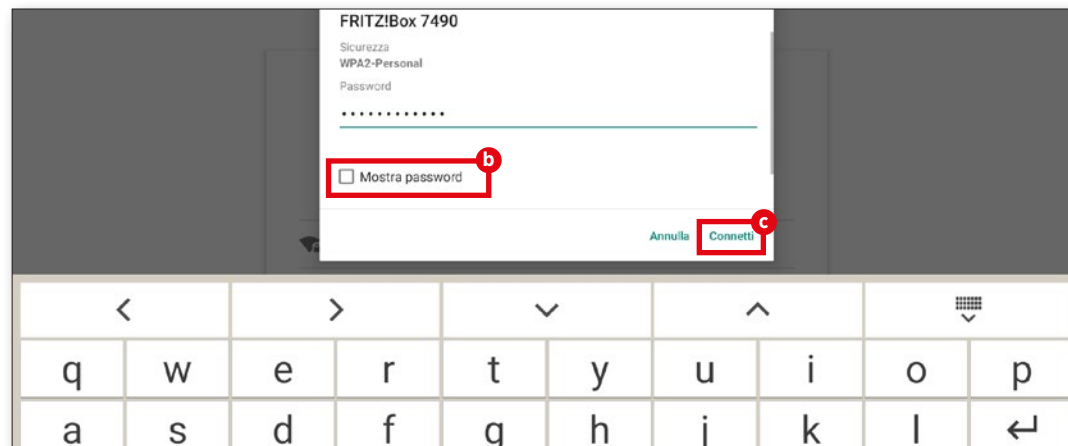 FRITZ!Box 7490
Sicurezza
WPA2-Personal
Password
b
Mostra password
c
Annulla Connetti
q w e r t y u i o p
a s d f g h j k l